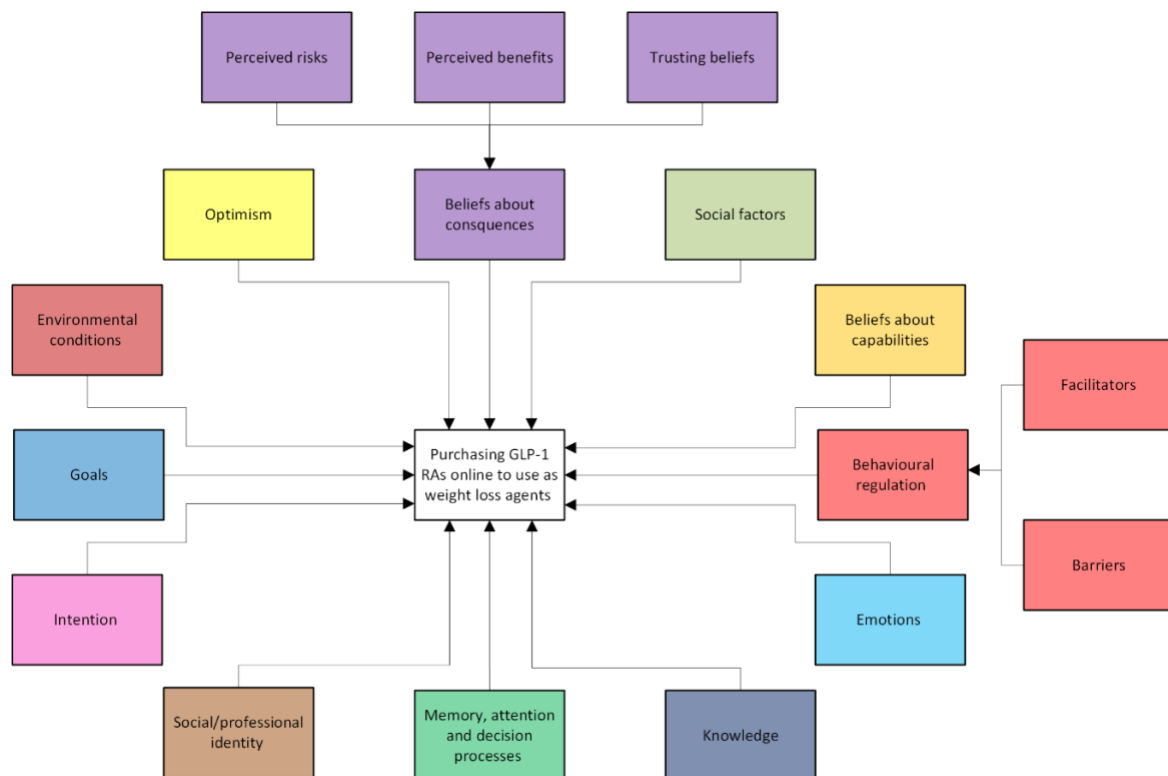 Perceived risks
Perceived benefits
Trusting beliefs
Optimism
Beliefs about
consquences
Social factors
Environmental
conditions
Beliefs about
capabilities
Facilitators
Goals
Purchasing GLP-1
RAs online to use as
weight loss agents
Behavioural
regulation
Barriers
Intention
Emotions
Social/professional
identity
Memory, attention
and decision
processes
Knowledge